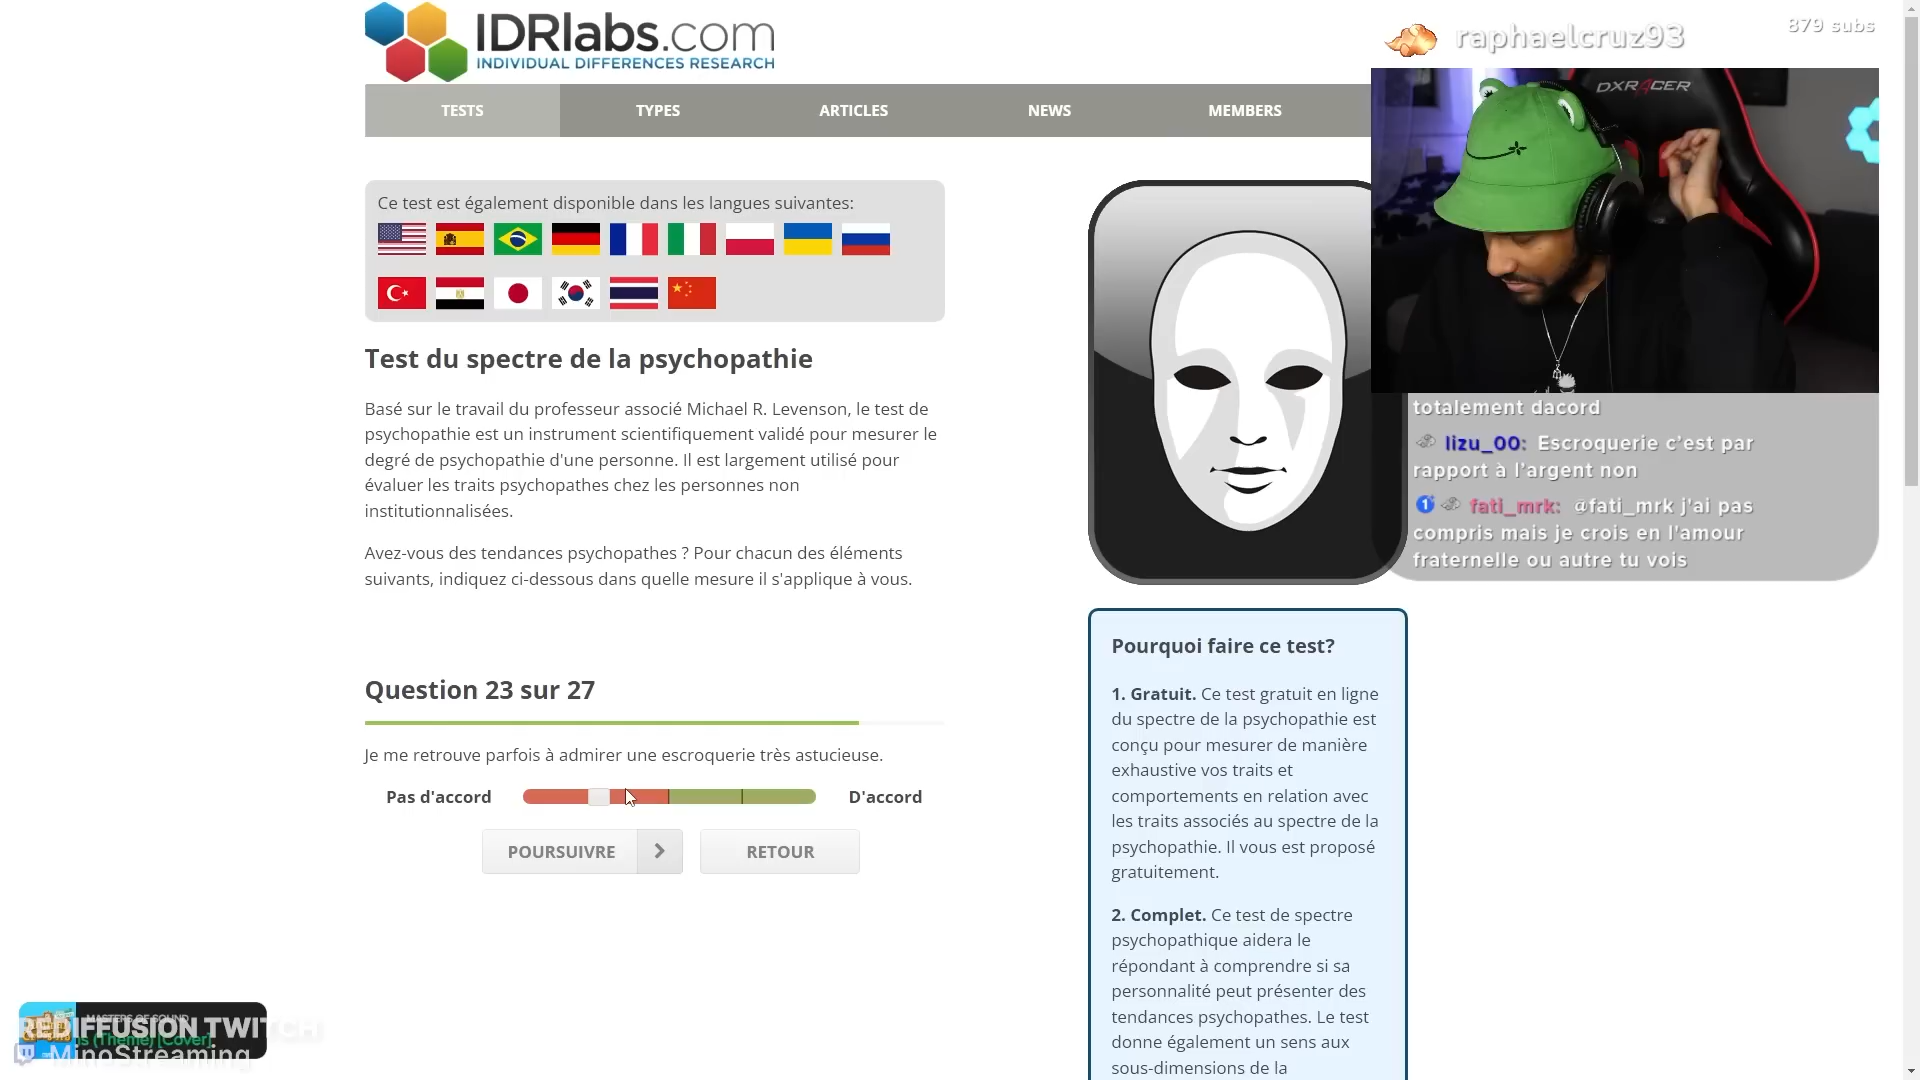 IDRlabs.com
INDIVIDUAL DIFFERENCES RESEARCH
raphaelcruz93
879 subs
DXRACER
TESTS
TYPES
ARTICLES
NEWS
MEMBERS
Ce test est également disponible dans les langues suivantes:
Test du spectre de la psychopathie
Basé sur le travail du professeur associé Michael R. Levenson, le test de
psychopathie est un instrument scientifiquement validé pour mesurer le
degré de psychopathie d'une personne. Il est largement utilisé pour
évaluer les traits psychopathes chez les personnes non
institutionnalisées.
Avez-vous des tendances psychopathes ? Pour chacun des éléments
suivants, indiquez ci-dessous dans quelle mesure il s'applique à vous.
Question 23 sur 27
Je me retrouve parfois à admirer une escroquerie très astucieuse.
Pas d'accord
D'accord
POURSUIVRE
RETOUR
totalement dacord
lizu_00: Escroquerie c'est par
rapport à l'argent non
1 fati_mrk: @fati_mrk j'ai pas
compris mais je crois en l'amour
fraternelle ou autre tu vois
Pourquoi faire ce test?
1. Gratuit. Ce test gratuit en ligne
du spectre de la psychopathie est
conçu pour mesurer de manière
exhaustive vos traits et
comportements en relation avec
les traits associés au spectre de la
psychopathie. Il vous est proposé
gratuitement.
2. Complet. Ce test de spectre
psychopathique aidera le
répondant à comprendre si sa
personnalité peut présenter des
tendances psychopathes. Le test
donne également un sens aux
sous-dimensions de la
MASTERS OF SOUND
REDIFFUSION TWITCH
(Theme) [Cover]
MinoStreaming